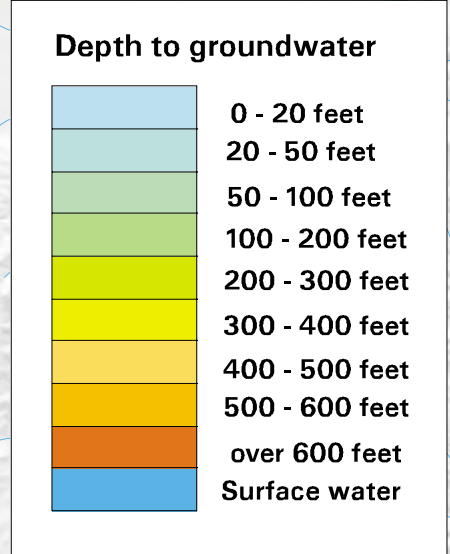 Depth to groundwater
0 - 20 feet
20 - 50 feet
50 - 100 feet
100 - 200 feet
200 - 300 feet
300 - 400 feet
400 - 500 feet
500 - 600 feet
over 600 feet
Surface water